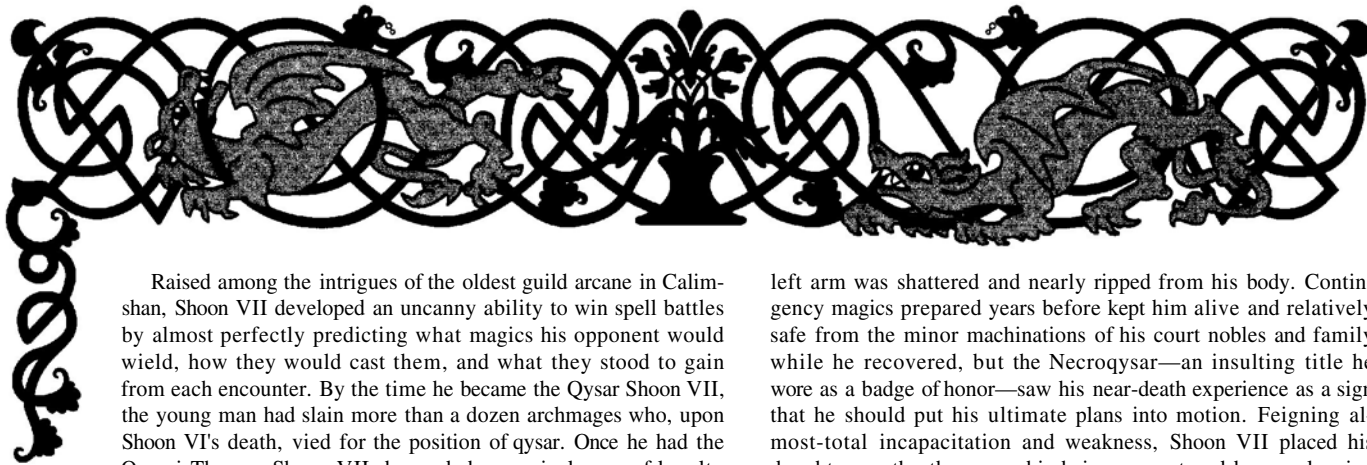 Raised among the intrigues of the oldest guild arcane in Calim-
shan, Shoon VII developed an uncanny ability to win spell battles
by almost perfectly predicting what magics his opponent would
wield, how they would cast them, and what they stood to gain
from each encounter. By the time he became the Qysar Shoon VII,
the young man had slain more than a dozen archmages who, upon
Shoon VI's death, vied for the position of qysar. Once he had the
left arm was shattered and nearly ripped from his body. Contin-
gency magics prepared years before kept him alive and relatively
safe from the minor machinations of his court nobles and family
while he recovered, but the Necroqysar—an insulting title he
wore as a badge of honor—saw his near-death experience as a sign
that he should put his ultimate plans into motion. Feigning al-
most-total incapacitation and weakness, Shoon VII placed his